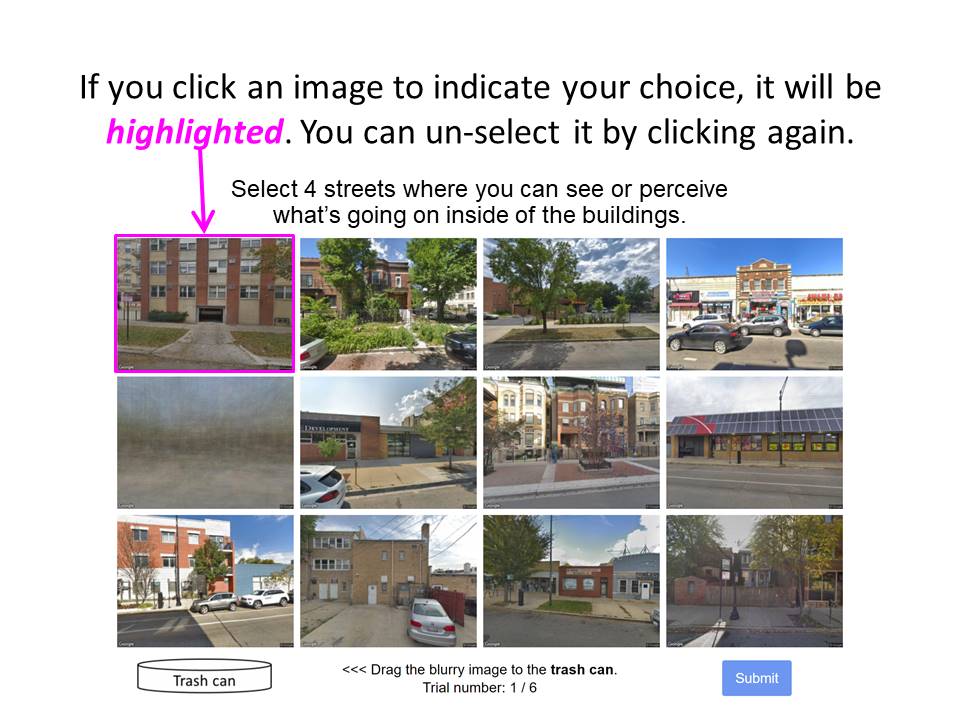 If you click an image to indicate your choice, it will be
highlighted. You can un-select it by clicking again.
Select 4 streets where you can see or perceive
what's going on inside of the buildings.
DEVELOPMENT
Trash can
<<< Drag the blurry image to the trash can.
Trial number: 1 / 6
Submit